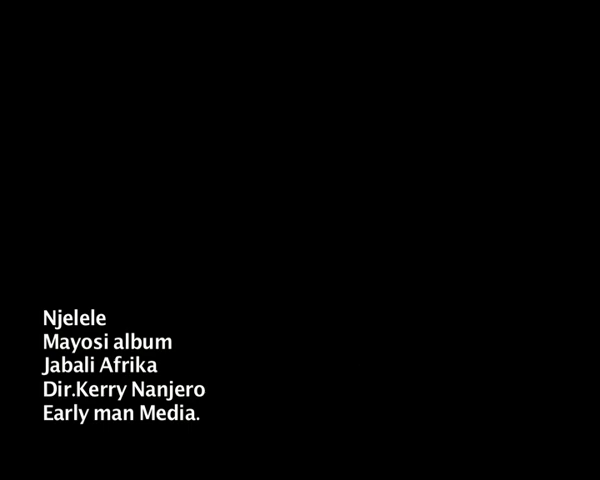 Njelele
Mayosi album
Jabali Afrika
Dir.Kerry Nanjero
Early man Media.